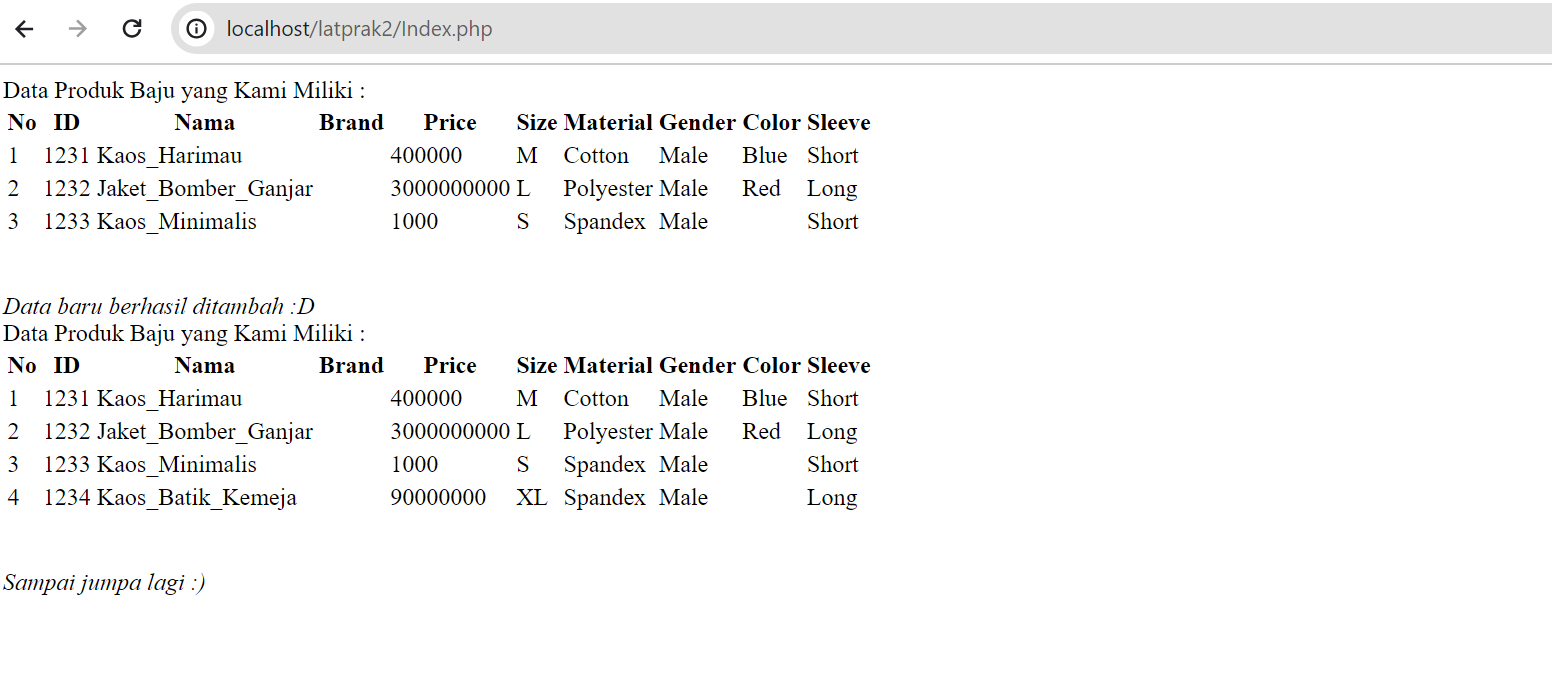 localhost/latprak2/Index.php
Data Produk Baju yang Kami Miliki :
No ID Nama Brand Price Size Material Gender Color Sleeve
1 1231 Kaos_Harimau 400000 M Cotton Male Blue Short
2 1232 Jaket_Bomber_Ganjar 3000000000 L Polyester Male Red Long
3 1233 Kaos_Minimalis 1000 S Spandex Male Short
Data baru berhasil ditambah :D
Data Produk Baju yang Kami Miliki :
No ID Nama Brand Price Size Material Gender Color Sleeve
1 1231 Kaos_Harimau 400000 M Cotton Male Blue Short
2 1232 Jaket_Bomber_Ganjar 3000000000 L Polyester Male Red Long
3 1233 Kaos_Minimalis 1000 S Spandex Male Short
4 1234 Kaos_Batik_Kemeja 90000000 XL Spandex Male Long
Sampai jumpa lagi :)